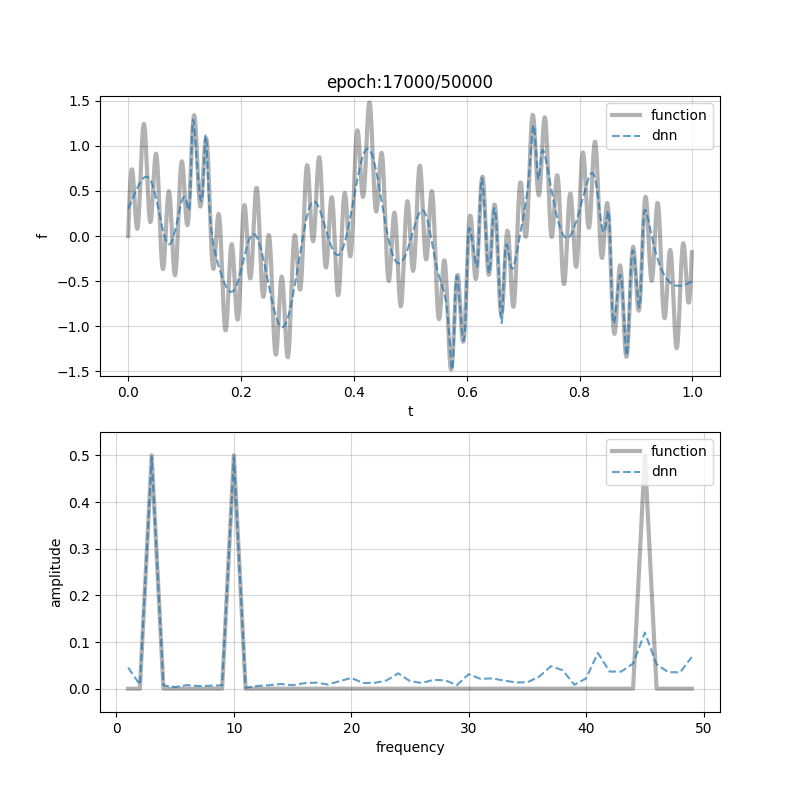 epoch:17000/50000
1.5
1.0
0.5
0.0
−0.5
−1.0
−1.5
f
function
dnn
0.0 0.2 0.4 0.6 0.8 1.0
t
0.5
0.4
0.3
0.2
0.1
0.0
amplitude
function
dnn
0 10 20 30 40 50
frequency